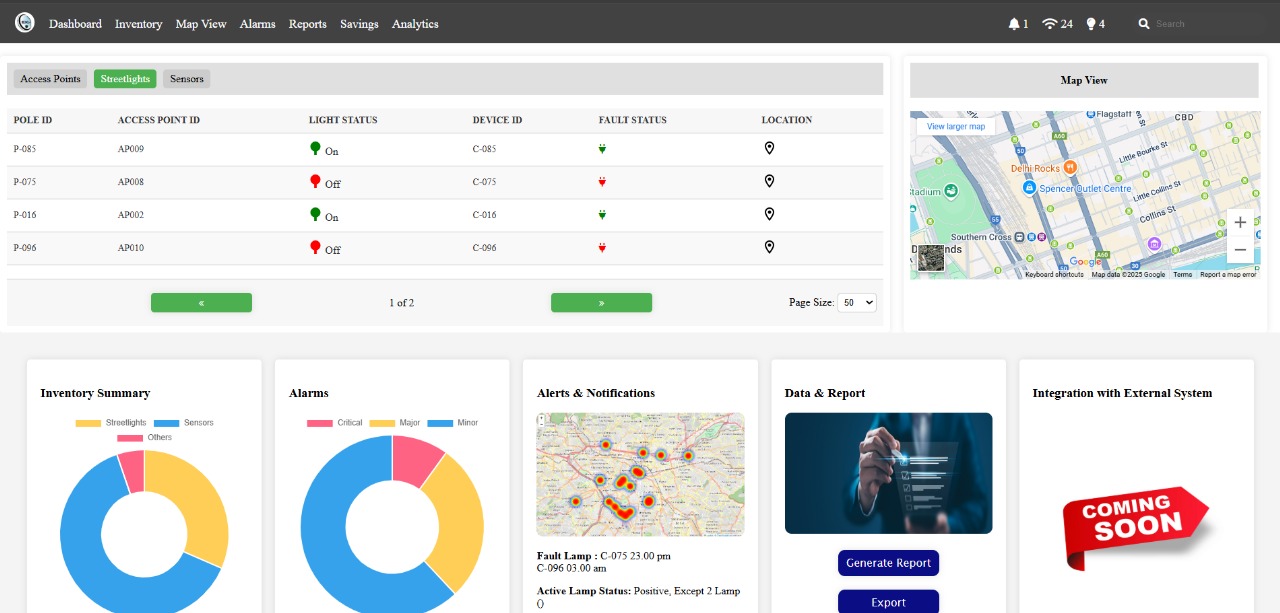 Dashboard Inventory Map View Alarms Reports Savings Analytics 1 24 4 Search
Access Points Streetlights Sensors
POLE ID ACCESS POINT ID LIGHT STATUS DEVICE ID FAULT STATUS LOCATION
P-085 AP009 On C-085
P-075 AP008 Off C-075
P-016 AP002 On C-016
P-096 AP010 Off C-096
« 1 of 2 » Page Size: 50
Map View
View larger map
Flagstaff
CBD
A60
Little Bourke St
50
Delhi Rocks
Stadium
Spencer Outlet Centre
Little Collins St
Collins St
55
Southern Cross
A60
Google
50
30
Keyboard shortcuts Map data ©2025 Google Terms Report a map error
Inventory Summary
Streetlights Sensors
Others
Alarms
Critical Major Minor
Alerts & Notifications
Fault Lamp : C-075 23.00 pm
C-096 03.00 am
Active Lamp Status: Positive, Except 2 Lamp
()
Data & Report
Generate Report
Export
Integration with External System
COMING
SOON